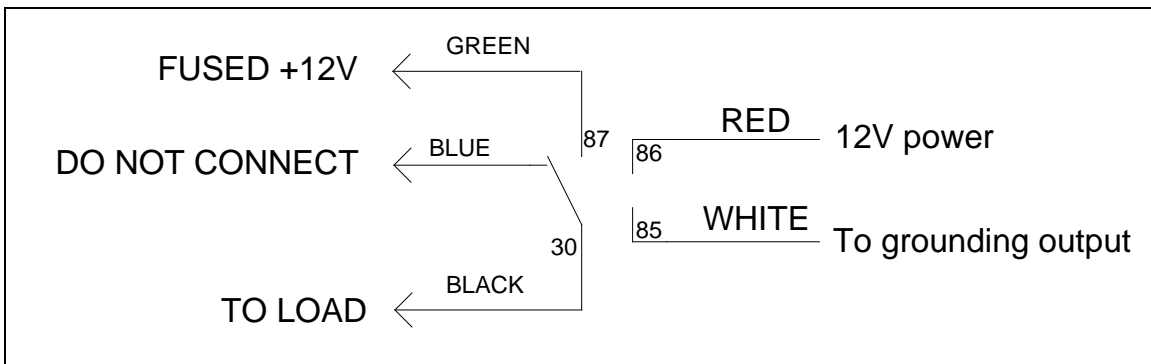 GREEN
FUSED +12V
87
RED
12V power
86
BLUE
DO NOT CONNECT
WHITE
85
To grounding output
30
BLACK
TO LOAD